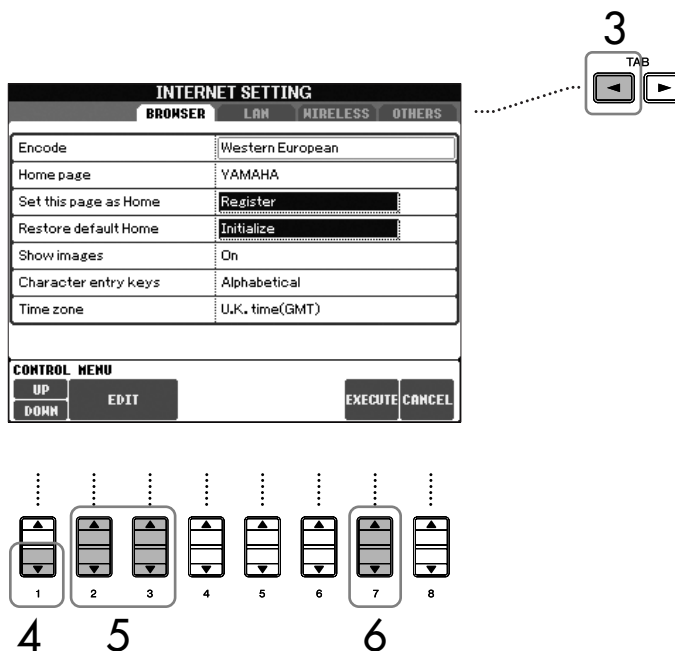 3
TAB
INTERNET SETTING
BROWSER LAN WIRELESS OTHERS
Encode Western European
Home page YAMAHA
Set this page as Home Register
Restore default Home Initialize
Show images On
Character entry keys Alphabetical
Time zone U.K. time(GMT)
CONTROL MENU
UP
DOWN
EDIT EXECUTE CANCEL
1 2 3 4 5 6 7 8
4 5 6